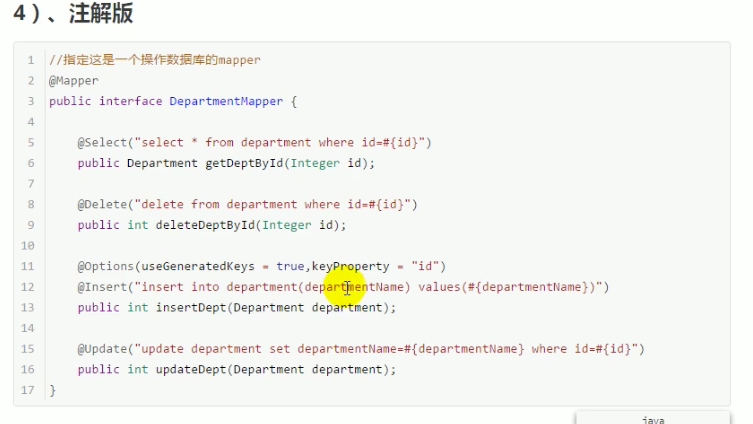 4）、注解版
1 //指定这是一个操作数据库的mapper
2 @Mapper
3 public interface DepartmentMapper {
4
5 @Select("select * from department where id=#{id}")
6 public Department getDeptById(Integer id);
7
8 @Delete("delete from department where id=#{id}")
9 public int deleteDeptById(Integer id);
10
11 @Options(useGeneratedKeys = true,keyProperty = "id")
12 @Insert("insert into department(departmentName) values(#{departmentName})")
13 public int insertDept(Department department);
14
15 @Update("update department set departmentName=#{departmentName} where id=#{id}")
16 public int updateDept(Department department);
17 }
java